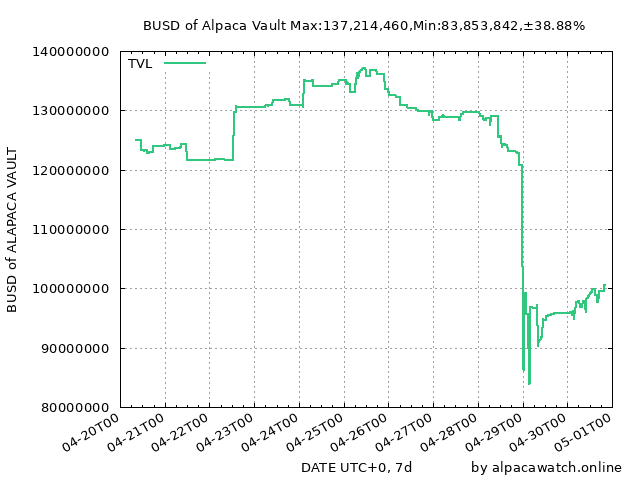 BUSD of Alpaca Vault Max:137,214,460,Min:83,853,842,±38.88%
TVL
BUSD of ALAPACA VAULT
140000000
130000000
120000000
110000000
100000000
90000000
80000000
04-20T00
04-21T00
04-22T00
04-23T00
04-24T00
04-25T00
04-26T00
04-27T00
04-28T00
04-29T00
04-30T00
05-01T00
DATE UTC+0, 7d
by alpacawatch.online